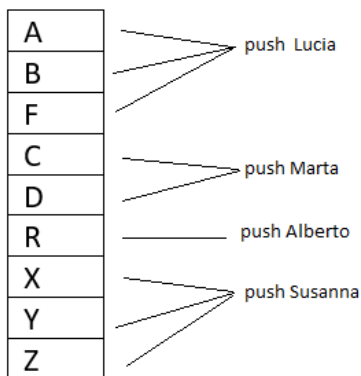 A
push Lucia
B
F
C
push Marta
D
R
push Alberto
X
push Susanna
Y
Z